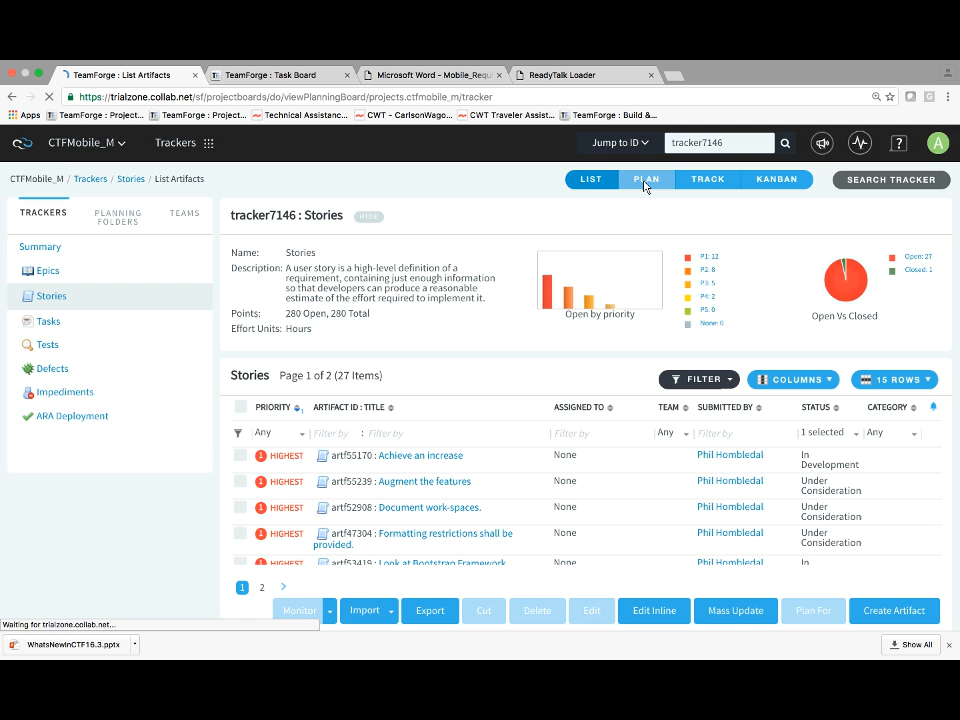 TeamForge : List Artifacts × TeamForge : Task Board × Microsoft Word - Mobile_Requi × ReadyTalk Loader ×
https://trialzone.collab.net/sf/projectboards/do/viewPlanningBoard/projects.ctfmobile_m/tracker
Apps TeamForge : Project... TeamForge : Project... Technical Assistanc... CWT - CarlsonWago... CWT Traveler Assist... TeamForge : Build &...
CTFMobile_M Trackers Jump to ID tracker7146 ? A
CTFMobile_M / Trackers / Stories / List Artifacts LIST PLAN TRACK KANBAN SEARCH TRACKER
TRACKERS PLANNING FOLDERS TEAMS
Summary
Epics
Stories
Tasks
Tests
Defects
Impediments
ARA Deployment
tracker7146 : Stories HIDE
Name: Stories
Description: A user story is a high-level definition of a
requirement, containing just enough information
so that developers can produce a reasonable
estimate of the effort required to implement it.
Points: 280 Open, 280 Total
Effort Units: Hours
Open by priority
P1: 12
P2: 8
P3: 5
P4: 2
P5: 0
None: 0
Open Vs Closed
Open: 27
Closed: 1
Stories Page 1 of 2 (27 Items) FILTER COLUMNS 15 ROWS
PRIORITY 1 ARTIFACT ID : TITLE ASSIGNED TO TEAM SUBMITTED BY STATUS CATEGORY
Any Filter by : Filter by Filter by Any Filter by 1 selected Any
1 HIGHEST artf55170 : Achieve an increase None Phil Hombledal In Development
1 HIGHEST artf55239 : Augment the features None Phil Hombledal Under Consideration
1 HIGHEST artf52908 : Document work-spaces. None Phil Hombledal Under Consideration
1 HIGHEST artf47304 : Formatting restrictions shall be provided. None Phil Hombledal Under Consideration
1 HIGHEST artf53419 : Look at Bootstrap Framework None Phil Hombledal In
1 2
Monitor Import Export Cut Delete Edit Edit Inline Mass Update Plan For Create Artifact
Waiting for trialzone.collab.net...
WhatsNewInCTF16.3.pptx Show All ×